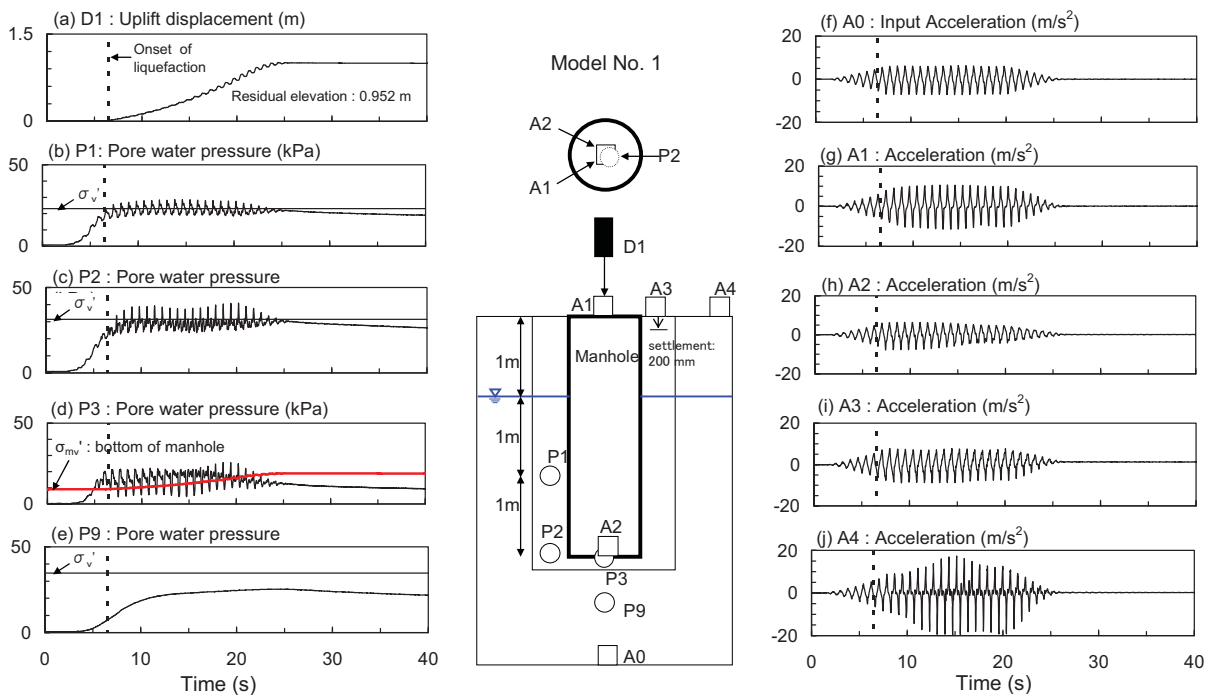 (a) D1 : Uplift displacement (m)
1.5
0
Onset of
liquefaction
Residual elevation : 0.952 m
(b) P1: Pore water pressure (kPa)
50
0
σv'
(c) P2 : Pore water pressure
50
0
σv'
(d) P3 : Pore water pressure (kPa)
50
0
σmv' : bottom of manhole
(e) P9 : Pore water pressure
50
0
σv'
0 10 20 30 40
Time (s)
Model No. 1
A2
P2
A1
D1
A1
A3
A4
settlement:
200 mm
Manhole
1m
1m
1m
P1
P2
A2
P3
P9
A0
(f) A0 : Input Acceleration (m/s²)
20
0
-20
0 10 20 30 40
(g) A1 : Acceleration (m/s²)
20
0
-20
(h) A2 : Acceleration (m/s²)
20
0
-20
(i) A3 : Acceleration (m/s²)
20
0
-20
(j) A4 : Acceleration (m/s²)
20
0
-20
0 10 20 30 40
Time (s)